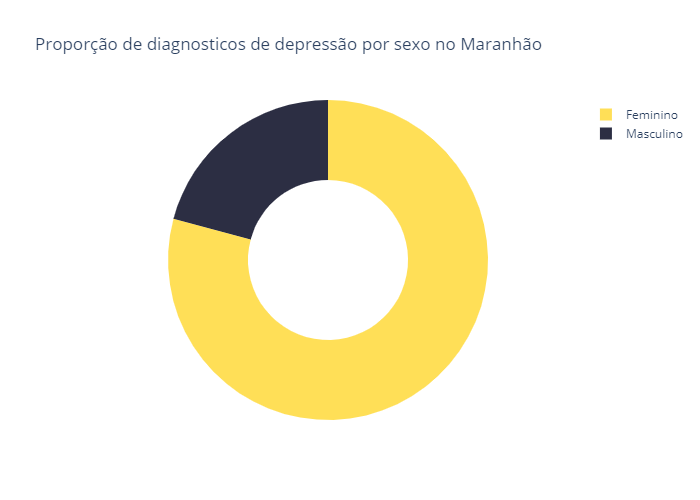 Proporção de diagnosticos de depressão por sexo no Maranhão
Feminino
Masculino